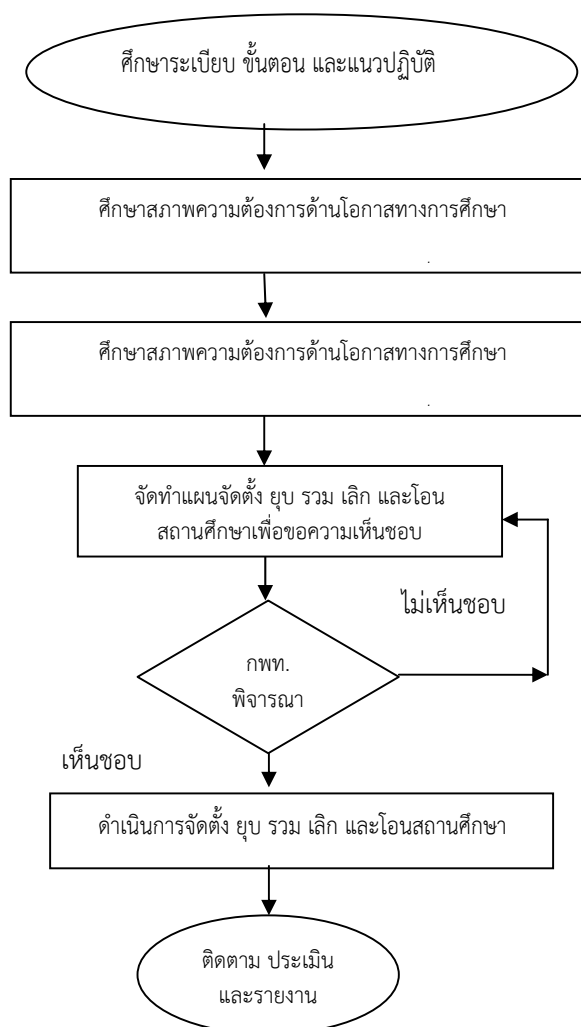 ศึกษาระเบียบ ขั้นตอน และแนวปฏิบัติ
ศึกษาสภาพความต้องการด้านโอกาสทางการศึกษา
.
ศึกษาสภาพความต้องการด้านโอกาสทางการศึกษา
.
จัดทำแผนจัดตั้ง ยุบ รวม เลิก และโอน
สถานศึกษาเพื่อขอความเห็นชอบ
ไม่เห็นชอบ
กพท.
พิจารณา
เห็นชอบ
ดำเนินการจัดตั้ง ยุบ รวม เลิก และโอนสถานศึกษา
ติดตาม ประเมิน
และรายงาน